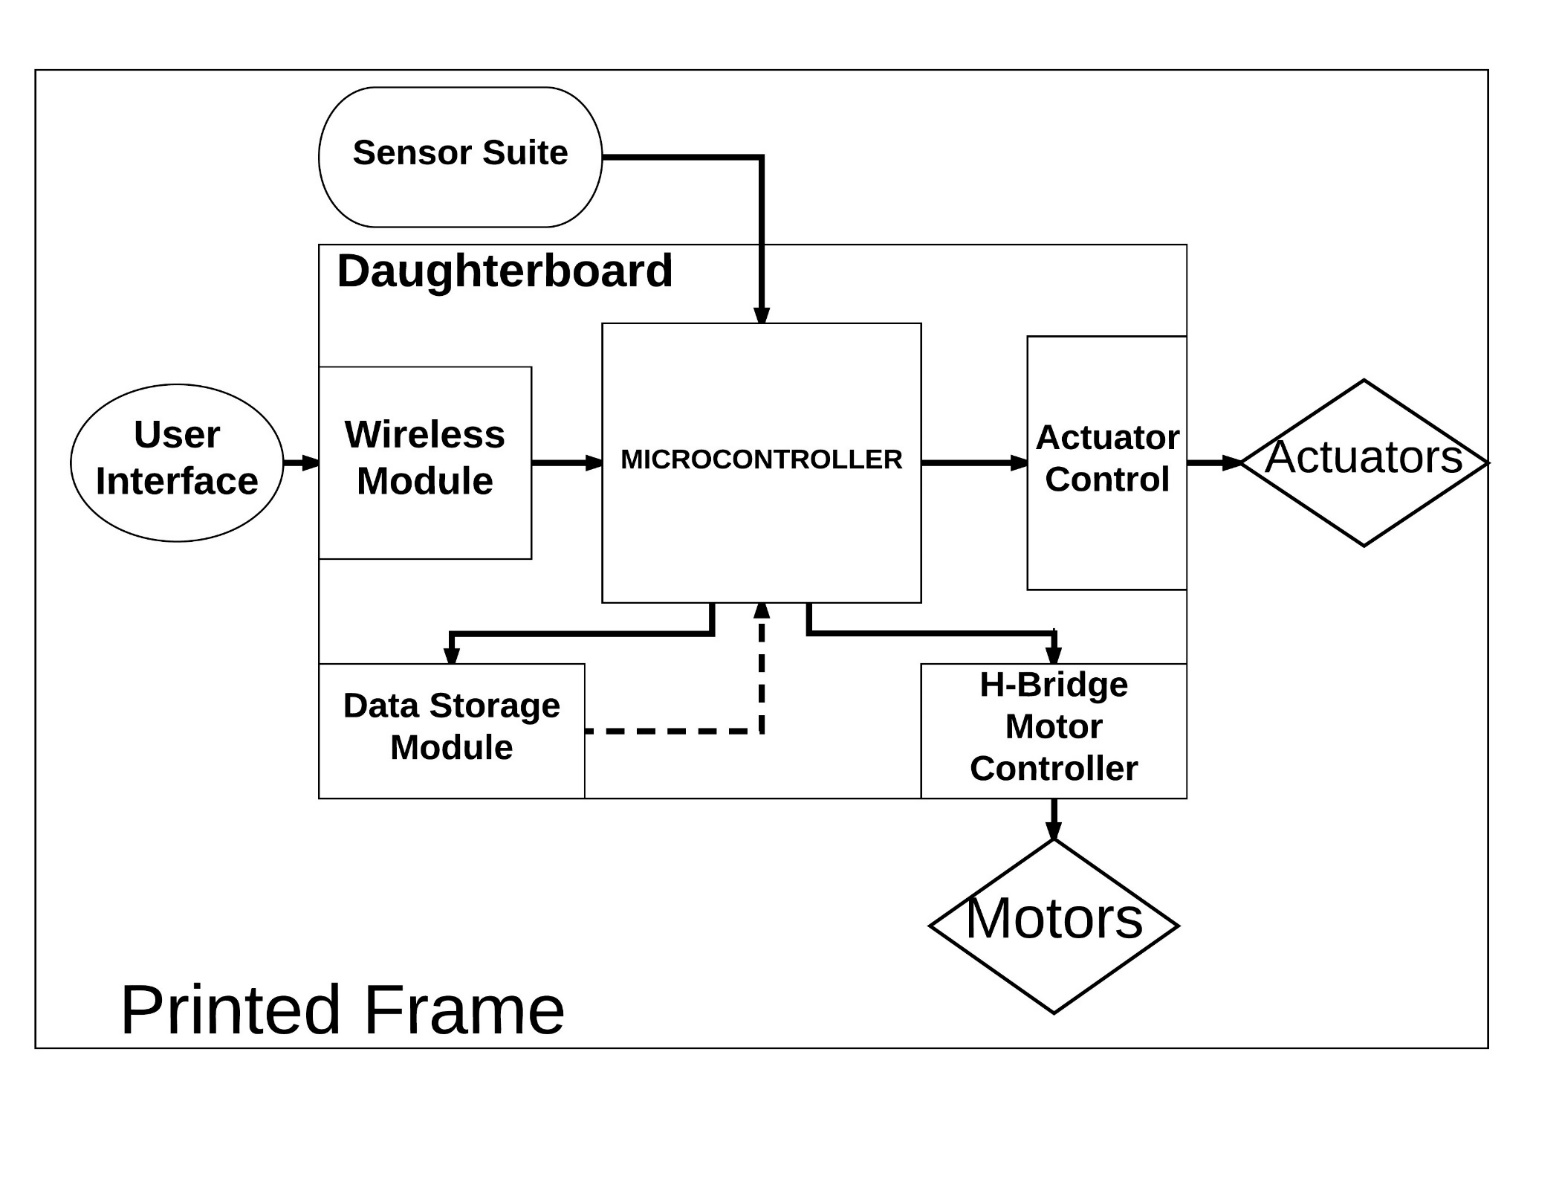 Sensor Suite
Daughterboard
User
Interface
Wireless
Module
MICROCONTROLLER
Actuator
Control
Actuators
Data Storage
Module
H-Bridge
Motor
Controller
Motors
Printed Frame